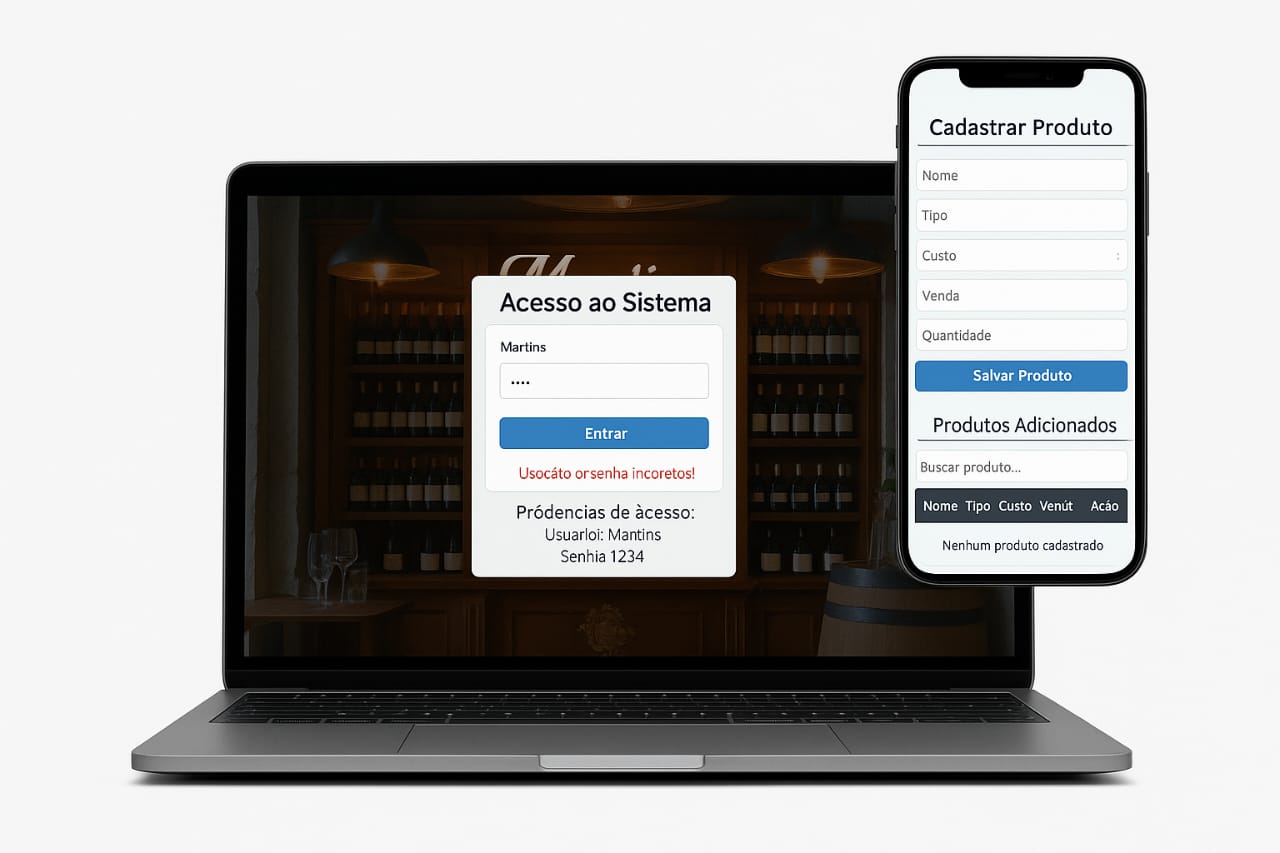 Acesso ao Sistema
Martins
Entrar
Usocáto orsenha incoretos!
Pródencias de àcesso:
Usuarloi: Mantins
Senhia 1234
Cadastrar Produto
Nome
Tipo
Custo
Venda
Quantidade
Salvar Produto
Produtos Adicionados
Buscar produto...
Nome Tipo Custo Venút Acáo
Nenhum produto cadastrado